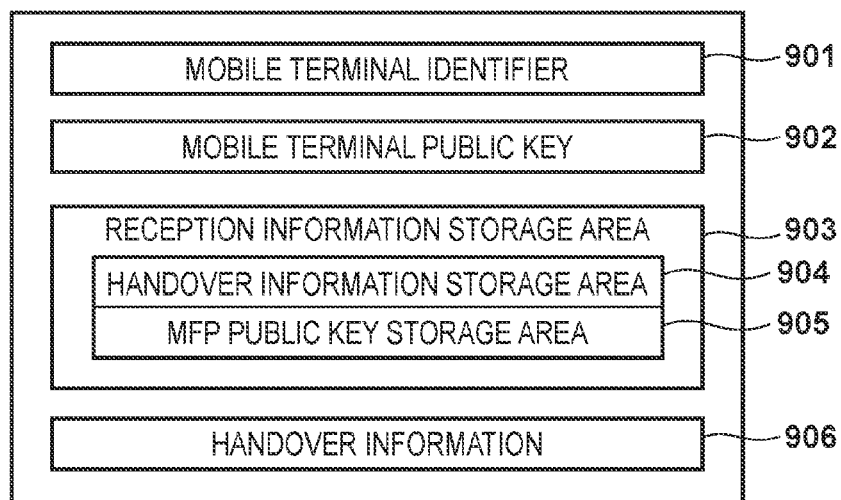 MOBILE TERMINAL IDENTIFIER 901
MOBILE TERMINAL PUBLIC KEY 902
RECEPTION INFORMATION STORAGE AREA 903
HANDOVER INFORMATION STORAGE AREA 904
MFP PUBLIC KEY STORAGE AREA 905
HANDOVER INFORMATION 906